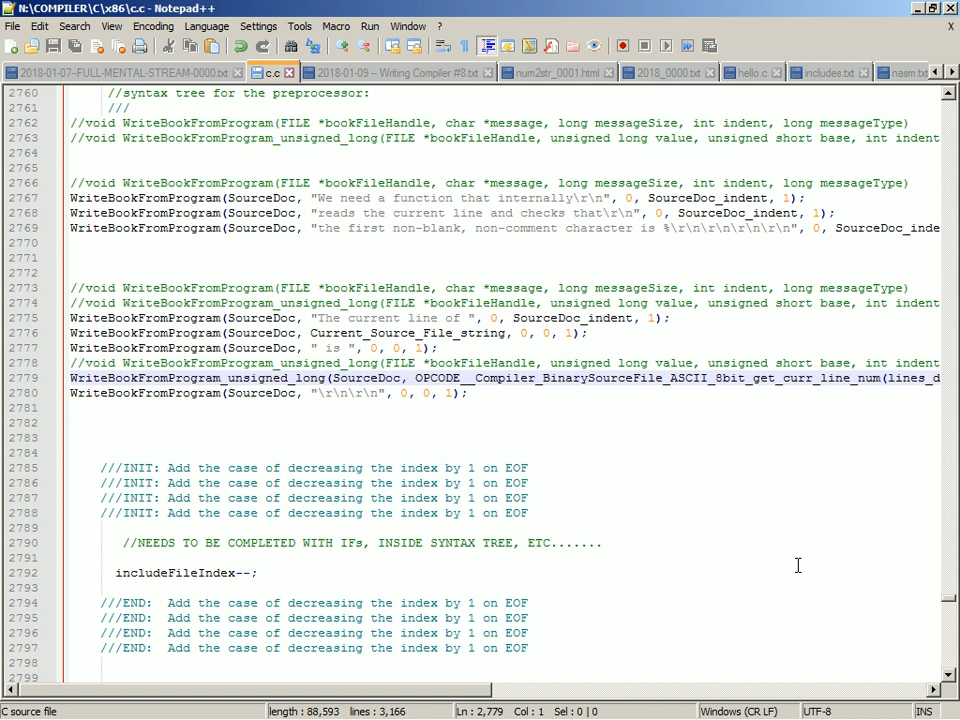 N:\COMPILER\C\x86\c.c - Notepad++
File Edit Search View Encoding Language Settings Tools Macro Run Window ? X
2018-01-07-FULL-MENTAL-STREAM-0000.txt c.c 2018-01-09 – Writing Compiler #8.txt num2str_0001.html 2018_0000.txt hello.c includes.txt nasm.txt
2760 //syntax tree for the preprocessor:
2761 ///
2762 //void WriteBookFromProgram(FILE *bookFileHandle, char *message, long messageSize, int indent, long messageType)
2763 //void WriteBookFromProgram_unsigned_long(FILE *bookFileHandle, unsigned long value, unsigned short base, int indent
2764
2765
2766 //void WriteBookFromProgram(FILE *bookFileHandle, char *message, long messageSize, int indent, long messageType)
2767 WriteBookFromProgram(SourceDoc, "We need a function that internally\r\n", 0, SourceDoc_indent, 1);
2768 WriteBookFromProgram(SourceDoc, "reads the current line and checks that\r\n", 0, SourceDoc_indent, 1);
2769 WriteBookFromProgram(SourceDoc, "the first non-blank, non-comment character is %\r\n\r\n\r\n\r\n", 0, SourceDoc_inde
2770
2771
2772
2773 //void WriteBookFromProgram(FILE *bookFileHandle, char *message, long messageSize, int indent, long messageType)
2774 //void WriteBookFromProgram_unsigned_long(FILE *bookFileHandle, unsigned long value, unsigned short base, int indent
2775 WriteBookFromProgram(SourceDoc, "The current line of ", 0, SourceDoc_indent, 1);
2776 WriteBookFromProgram(SourceDoc, Current_Source_File_string, 0, 0, 1);
2777 WriteBookFromProgram(SourceDoc, " is ", 0, 0, 1);
2778 //void WriteBookFromProgram_unsigned_long(FILE *bookFileHandle, unsigned long value, unsigned short base, int indent
2779 WriteBookFromProgram_unsigned_long(SourceDoc, OPCODE__Compiler_BinarySourceFile_ASCII_8bit_get_curr_line_num(lines_d
2780 WriteBookFromProgram(SourceDoc, "\r\n\r\n", 0, 0, 1);
2781
2782
2783
2784
2785 ///INIT: Add the case of decreasing the index by 1 on EOF
2786 ///INIT: Add the case of decreasing the index by 1 on EOF
2787 ///INIT: Add the case of decreasing the index by 1 on EOF
2788 ///INIT: Add the case of decreasing the index by 1 on EOF
2789
2790 //NEEDS TO BE COMPLETED WITH IFs, INSIDE SYNTAX TREE, ETC.......
2791
2792 includeFileIndex--;
2793
2794 ///END: Add the case of decreasing the index by 1 on EOF
2795 ///END: Add the case of decreasing the index by 1 on EOF
2796 ///END: Add the case of decreasing the index by 1 on EOF
2797 ///END: Add the case of decreasing the index by 1 on EOF
2798
2799
C source file length : 88,593 lines : 3,166 Ln : 2,779 Col : 1 Sel : 0 | 0 Windows (CR LF) UTF-8 INS